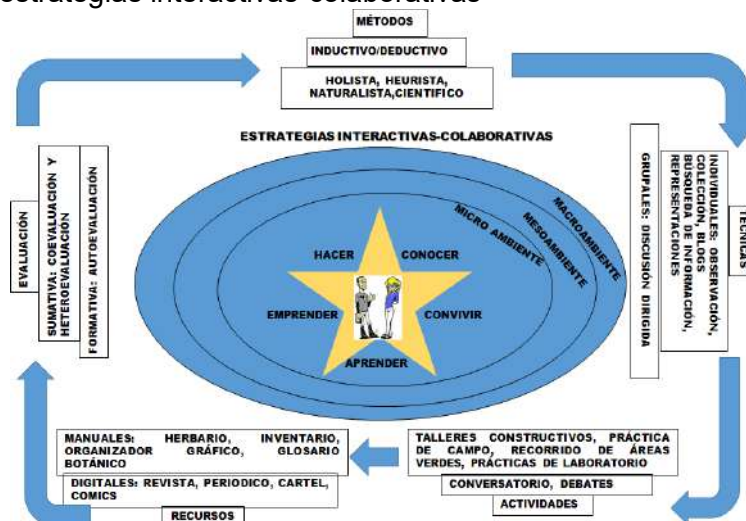 estrategias interactivas-colaborativas
MÉTODOS
INDUCTIVO/DEDUCTIVO
HOLISTA, HEURISTA,
NATURALISTA,CIENTIFICO
ESTRATEGIAS INTERACTIVAS-COLABORATIVAS
MACROAMBIENTE
MESOAMBIENTE
MICRO AMBIENTE
HACER
CONOCER
EMPRENDER
CONVIVIR
APRENDER
TECNICAS
INDIVIDUALES: OBSERVACIÓN,
COLECCIÓN, BLOGS
BÚSQUEDA DE INFORMACIÓN,
REPRESENTACIONES
GRUPALES: DISCUSIÓN DIRIGIDA
TALLERES CONSTRUCTIVOS, PRÁCTICA
DE CAMPO, RECORRIDO DE ÁREAS
VERDES, PRÁCTICAS DE LABORATORIO
CONVERSATORIO, DEBATES
ACTIVIDADES
MANUALES: HERBARIO, INVENTARIO,
ORGANIZADOR GRÁFICO, GLOSARIO
BOTÁNICO
DIGITALES: REVISTA, PERIODICO, CARTEL,
COMICS
RECURSOS
EVALUACIÓN
SUMATIVA: COEVALUACIÓN Y
HETEROEVALUACIÓN
FORMATIVA: AUTOEVALUACIÓN